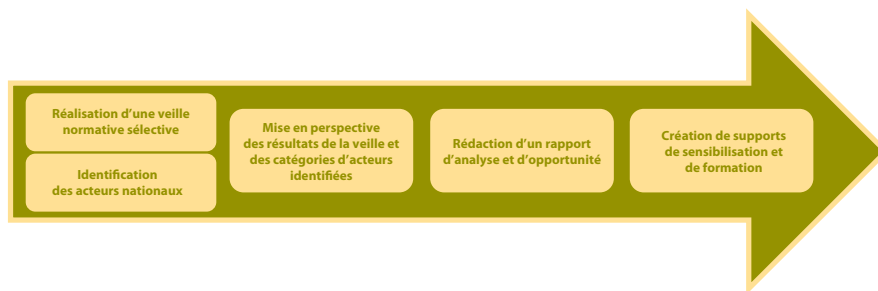 Réalisation d’une veille
normative sélective
Identification
des acteurs nationaux
Mise en perspective
des résultats de la veille et
des catégories d’acteurs
identifiées
Rédaction d’un rapport
d’analyse et d’opportunité
Création de supports
de sensibilisation et
de formation